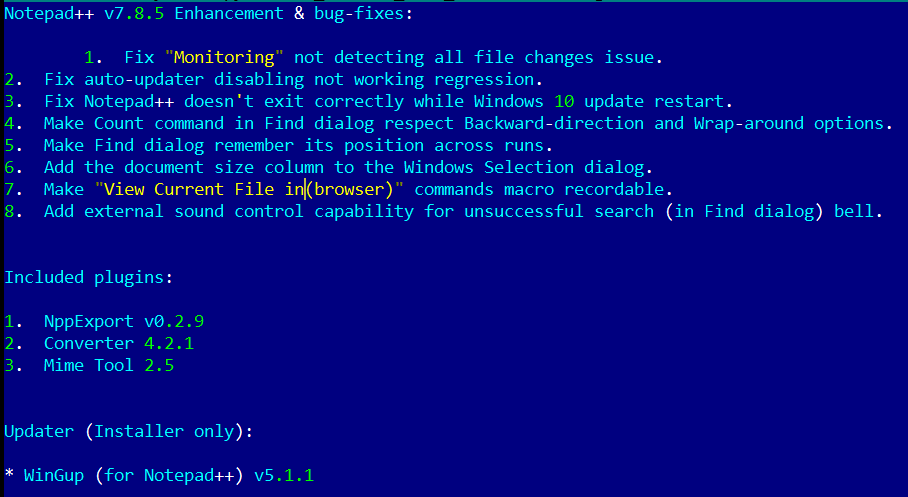 Notepad++ v7.8.5 Enhancement & bug-fixes:
1. Fix "Monitoring" not detecting all file changes issue.
2. Fix auto-updater disabling not working regression.
3. Fix Notepad++ doesn't exit correctly while Windows 10 update restart.
4. Make Count command in Find dialog respect Backward-direction and Wrap-around options.
5. Make Find dialog remember its position across runs.
6. Add the document size column to the Windows Selection dialog.
7. Make "View Current File in(browser)" commands macro recordable.
8. Add external sound control capability for unsuccessful search (in Find dialog) bell.
Included plugins:
1. NppExport v0.2.9
2. Converter 4.2.1
3. Mime Tool 2.5
Updater (Installer only):
* WinGup (for Notepad++) v5.1.1